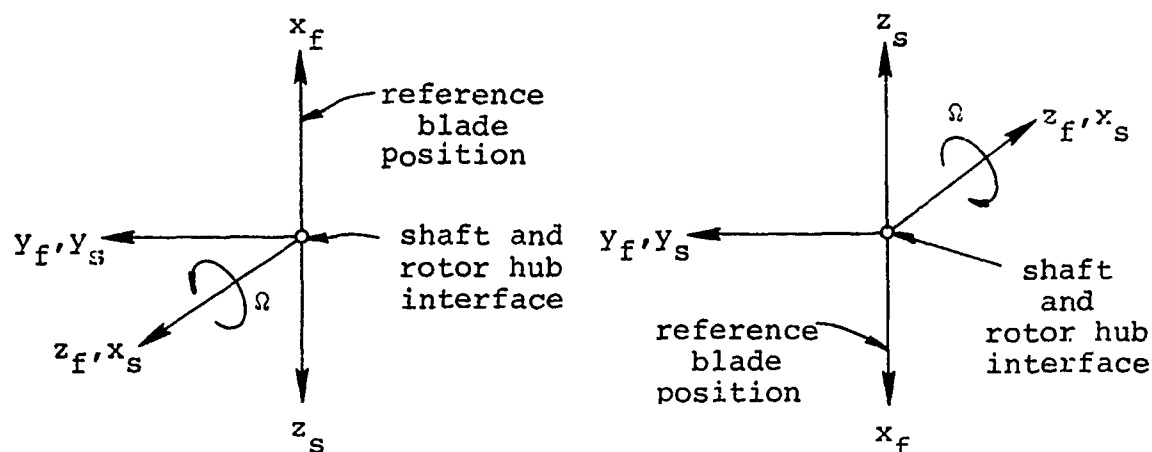 x_f
reference
blade
position
y_f,y_s
shaft and
rotor hub
interface
Ω
z_f,x_s
z_s
z_s
Ω
z_f,x_s
y_f,y_s
shaft
and
rotor hub
interface
reference
blade
position
x_f